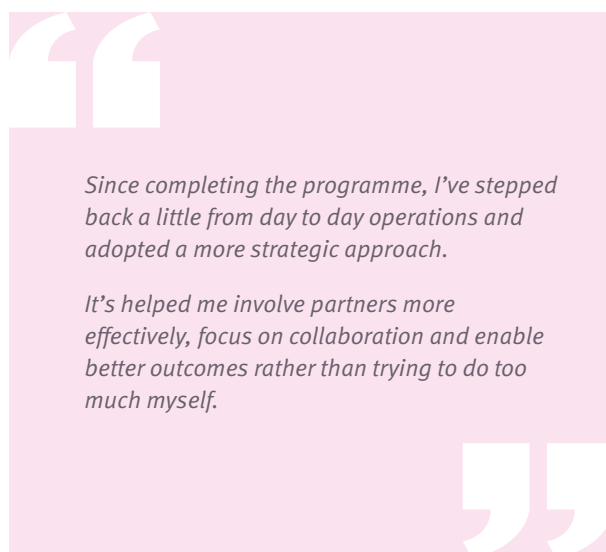 Since completing the programme, I’ve stepped
back a little from day to day operations and
adopted a more strategic approach.
It’s helped me involve partners more
effectively, focus on collaboration and enable
better outcomes rather than trying to do too
much myself.